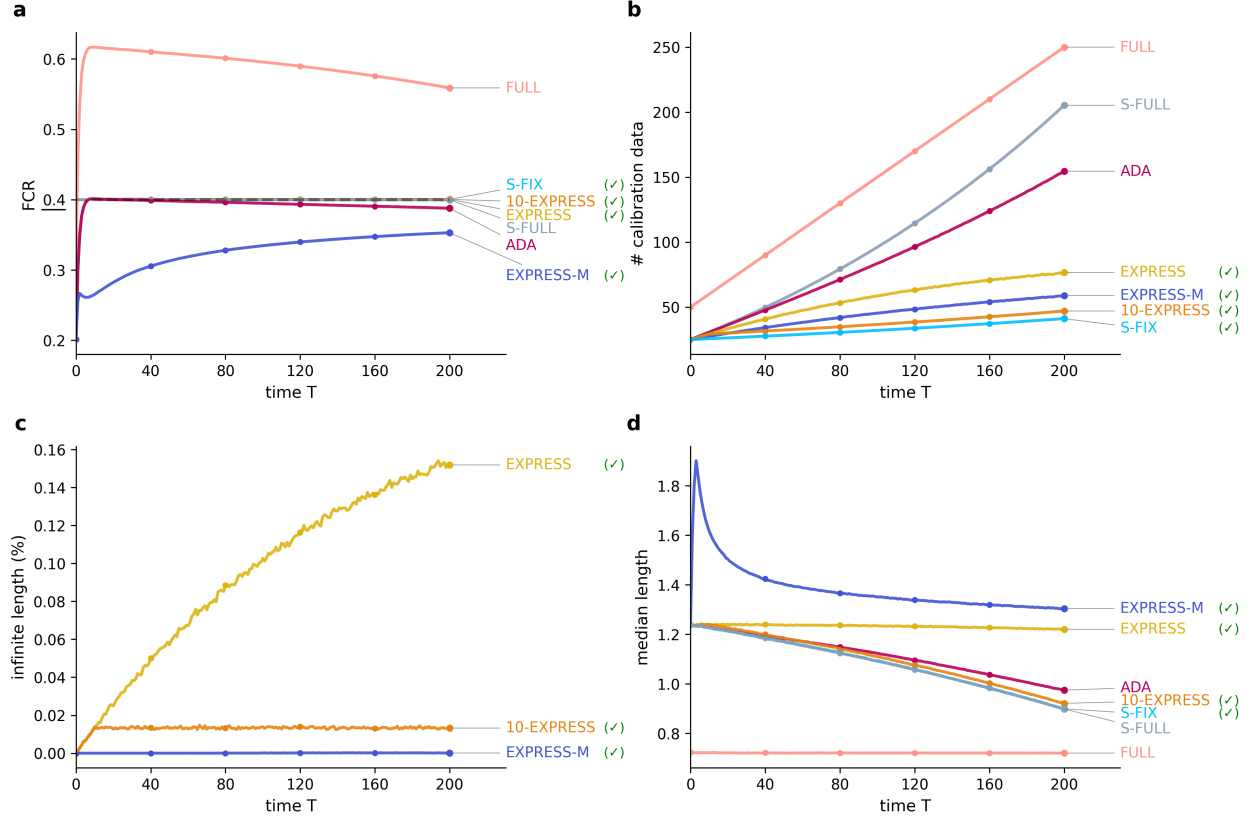 a
FCR
0.6
0.5
0.4
0.3
0.2
0 40 80 120 160 200
time T
FULL
S-FIX (✓)
10-EXPRESS (✓)
EXPRESS (✓)
S-FULL
ADA
EXPRESS-M (✓)
b
# calibration data
250
200
150
100
50
0 40 80 120 160 200
time T
FULL
S-FULL
ADA
EXPRESS (✓)
EXPRESS-M (✓)
10-EXPRESS (✓)
S-FIX (✓)
c
infinite length (%)
0.16
0.14
0.12
0.10
0.08
0.06
0.04
0.02
0.00
0 40 80 120 160 200
time T
EXPRESS (✓)
10-EXPRESS (✓)
EXPRESS-M (✓)
d
median length
1.8
1.6
1.4
1.2
1.0
0.8
0 40 80 120 160 200
time T
EXPRESS-M (✓)
EXPRESS (✓)
ADA
10-EXPRESS (✓)
S-FIX (✓)
S-FULL
FULL